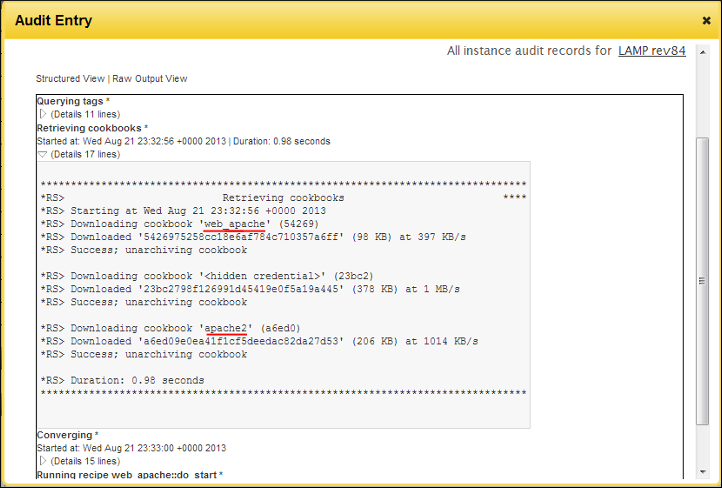 Audit Entry
All instance audit records for LAMP rev84
Structured View | Raw Output View
Querying tags *
(Details 11 lines)
Retrieving cookbooks *
Started at: Wed Aug 21 23:32:56 +0000 2013 | Duration: 0.98 seconds
(Details 17 lines)
********************************************************************************
*RS> Retrieving cookbooks ****
*RS> Starting at Wed Aug 21 23:32:56 +0000 2013
*RS> Downloading cookbook 'web_apache' (54269)
*RS> Downloaded '5426975258cc18e6af784c710357a6ff' (98 KB) at 397 KB/s
*RS> Success; unarchiving cookbook
*RS> Downloading cookbook '<hidden credential>' (23bc2)
*RS> Downloaded '23bc2798f126991d45419e0f5a19a445' (378 KB) at 1 MB/s
*RS> Success; unarchiving cookbook
*RS> Downloading cookbook 'apache2' (a6ed0)
*RS> Downloaded 'a6ed09e0ea41f1cf5deedac82da27d53' (206 KB) at 1014 KB/s
*RS> Success; unarchiving cookbook
*RS> Duration: 0.98 seconds
********************************************************************************
Converging *
Started at: Wed Aug 21 23:33:00 +0000 2013
(Details 15 lines)
Running recipe web_apache::do_start *